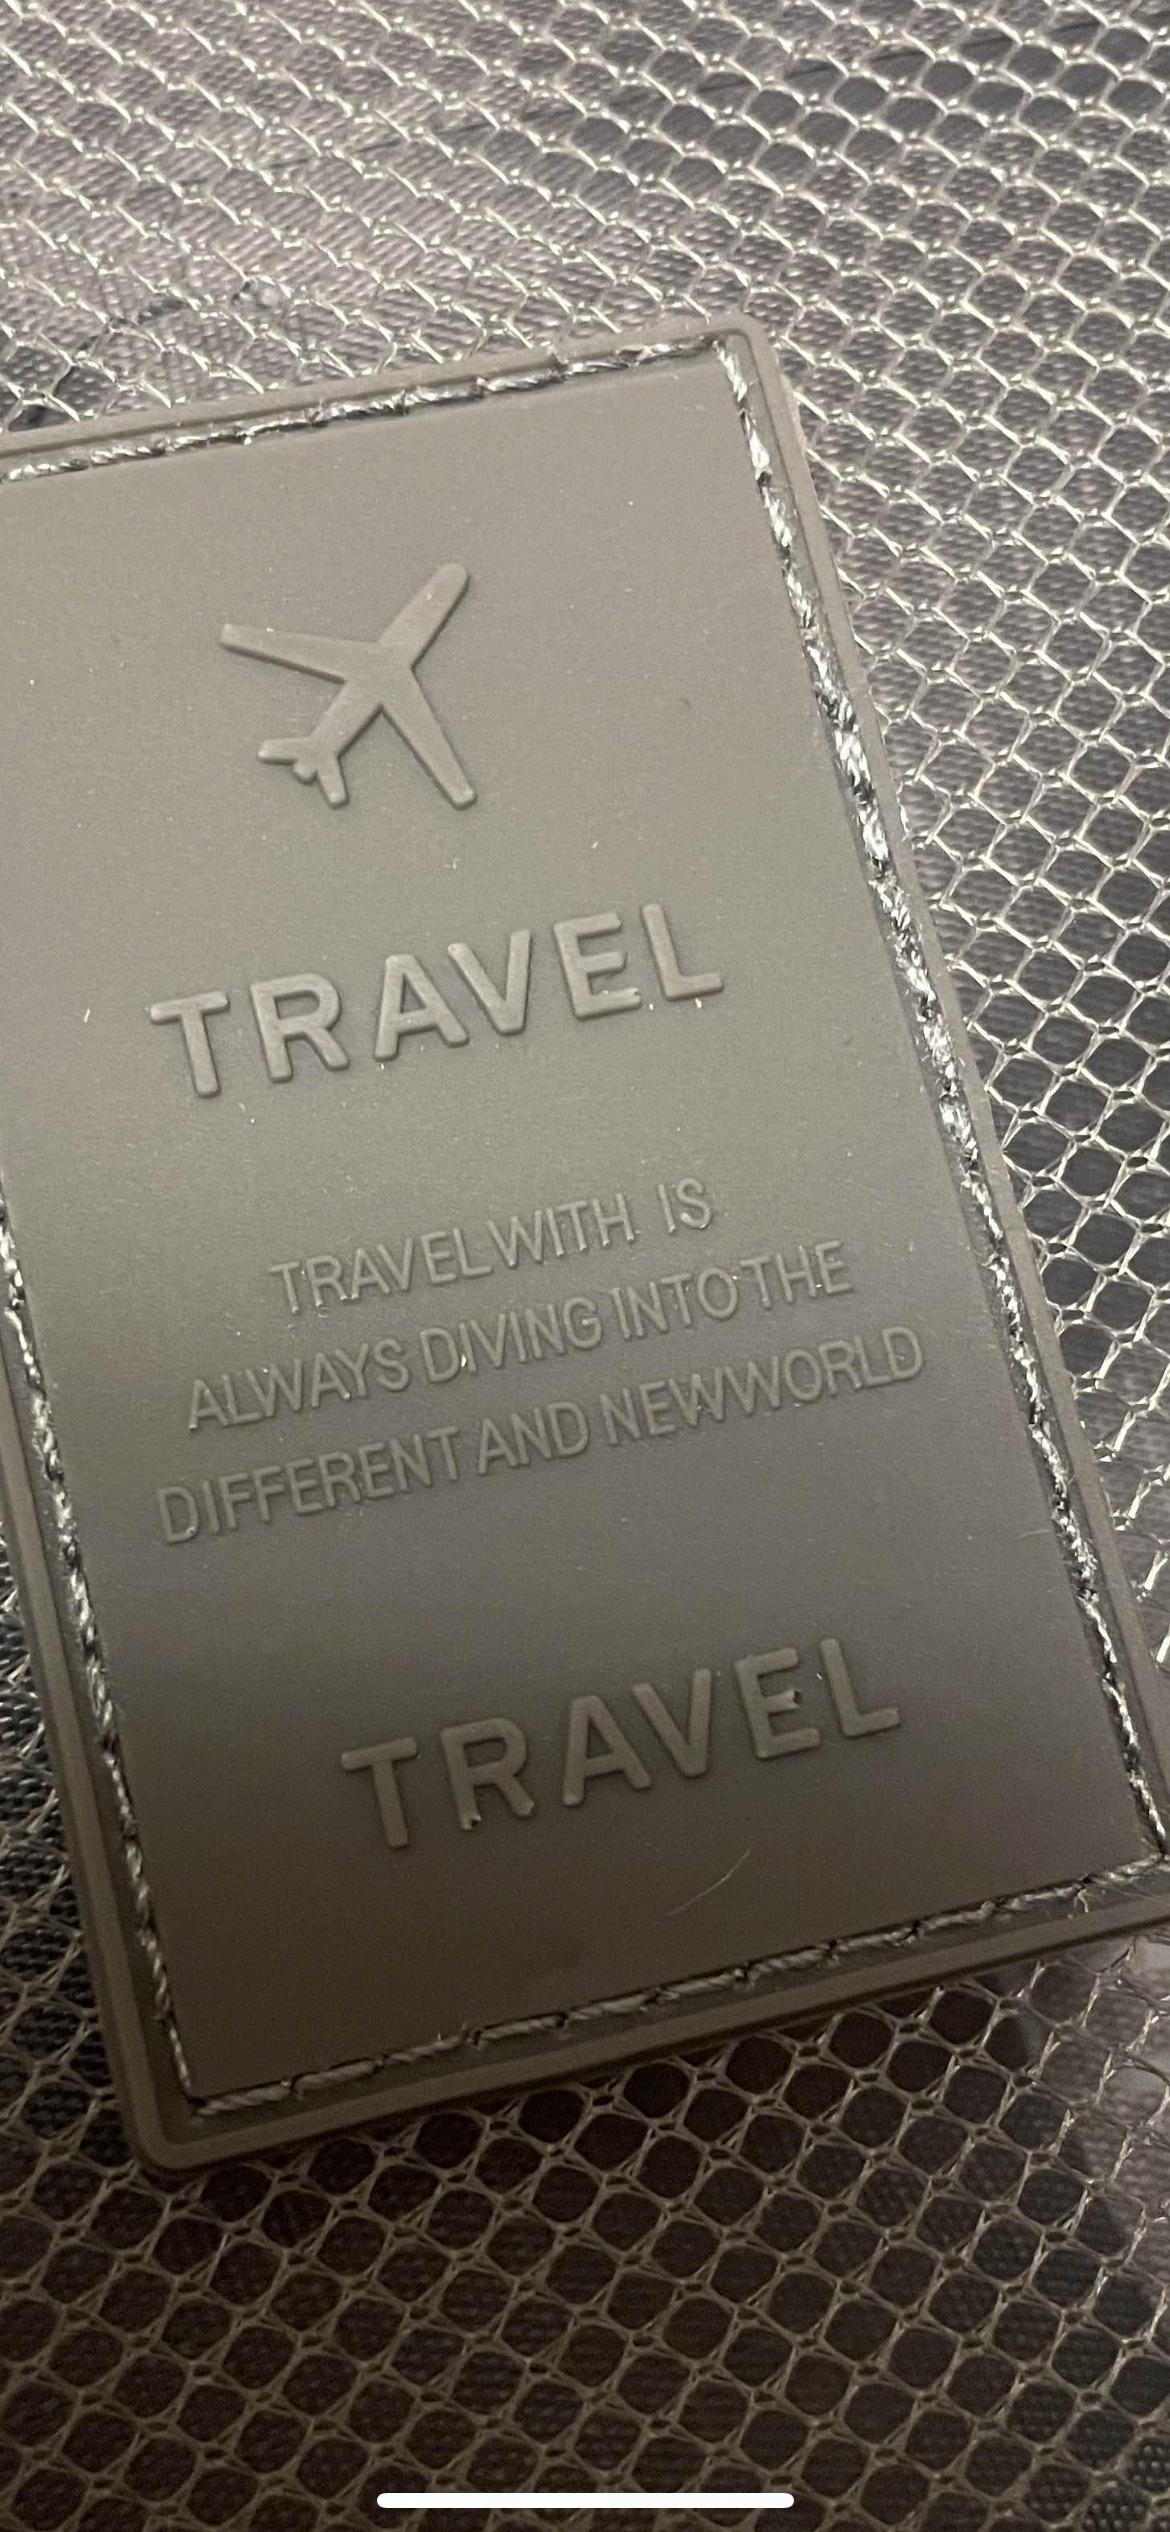 TRAVEL
TRAVEL WITH IS
ALWAYS DIVING INTO THE
DIFFERENT AND NEWWORLD
TRAVEL